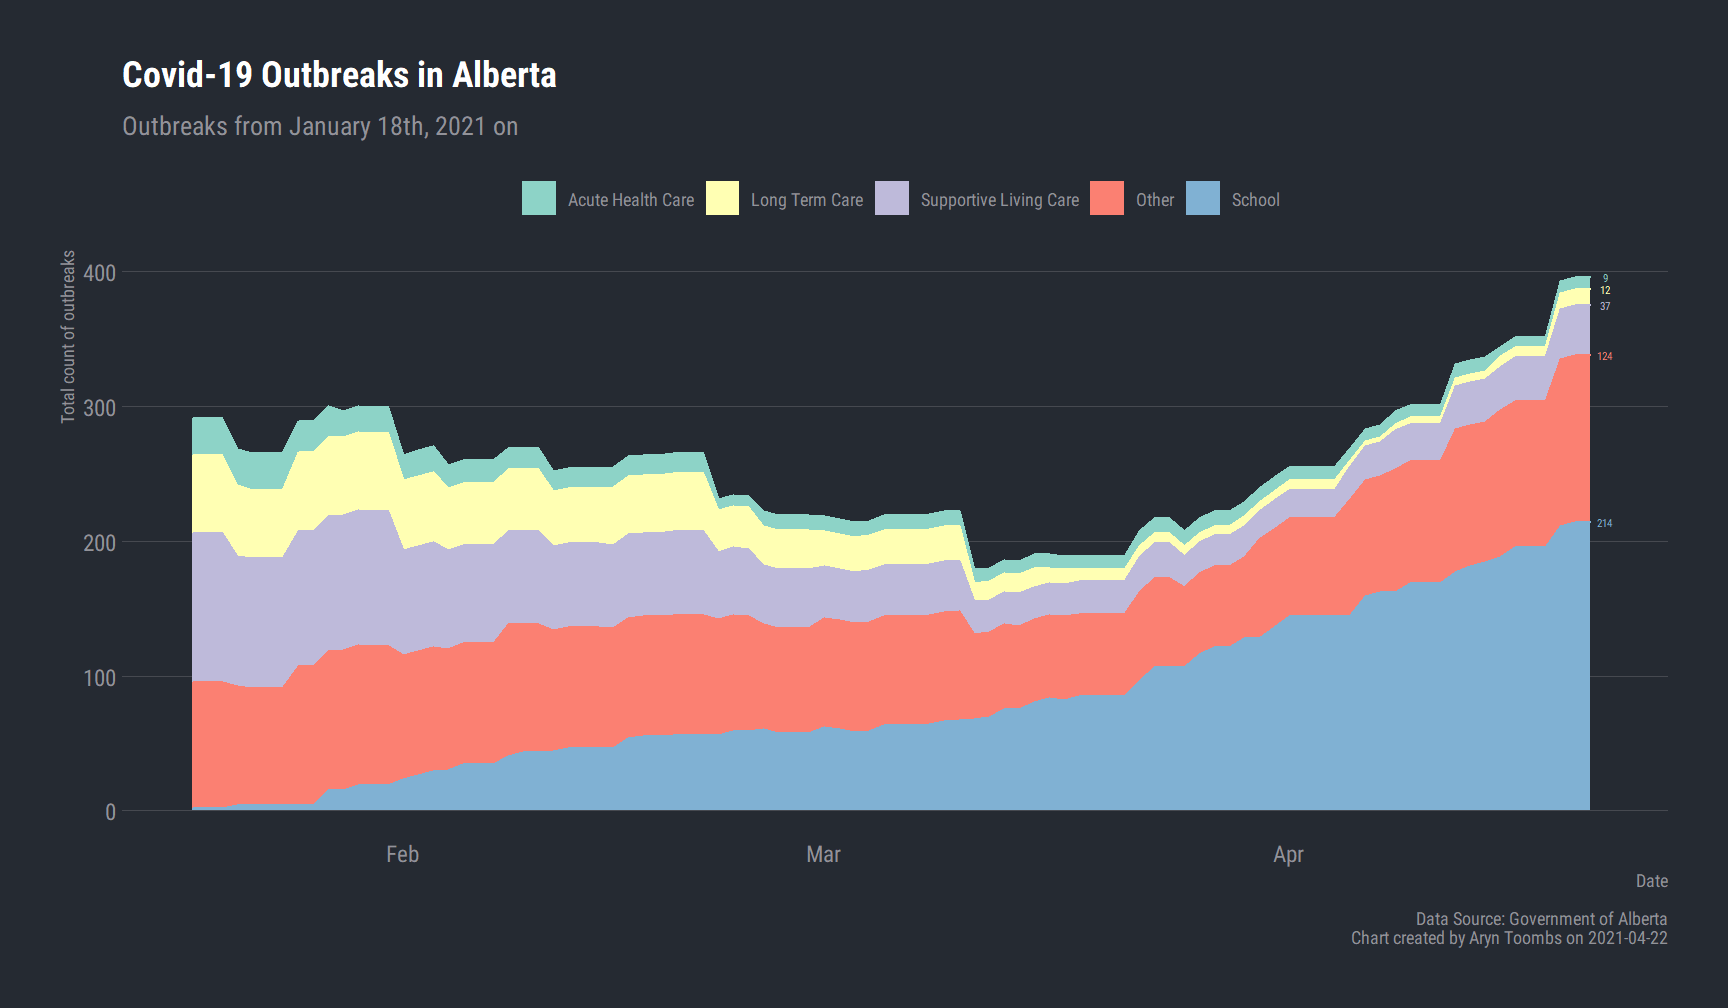 Covid-19 Outbreaks in Alberta
Outbreaks from January 18th, 2021 on
Acute Health Care
Long Term Care
Supportive Living Care
Other
School
Total count of outbreaks
400
300
200
100
0
9
12
37
124
214
Feb
Mar
Apr
Date
Data Source: Government of Alberta
Chart created by Aryn Toombs on 2021-04-22